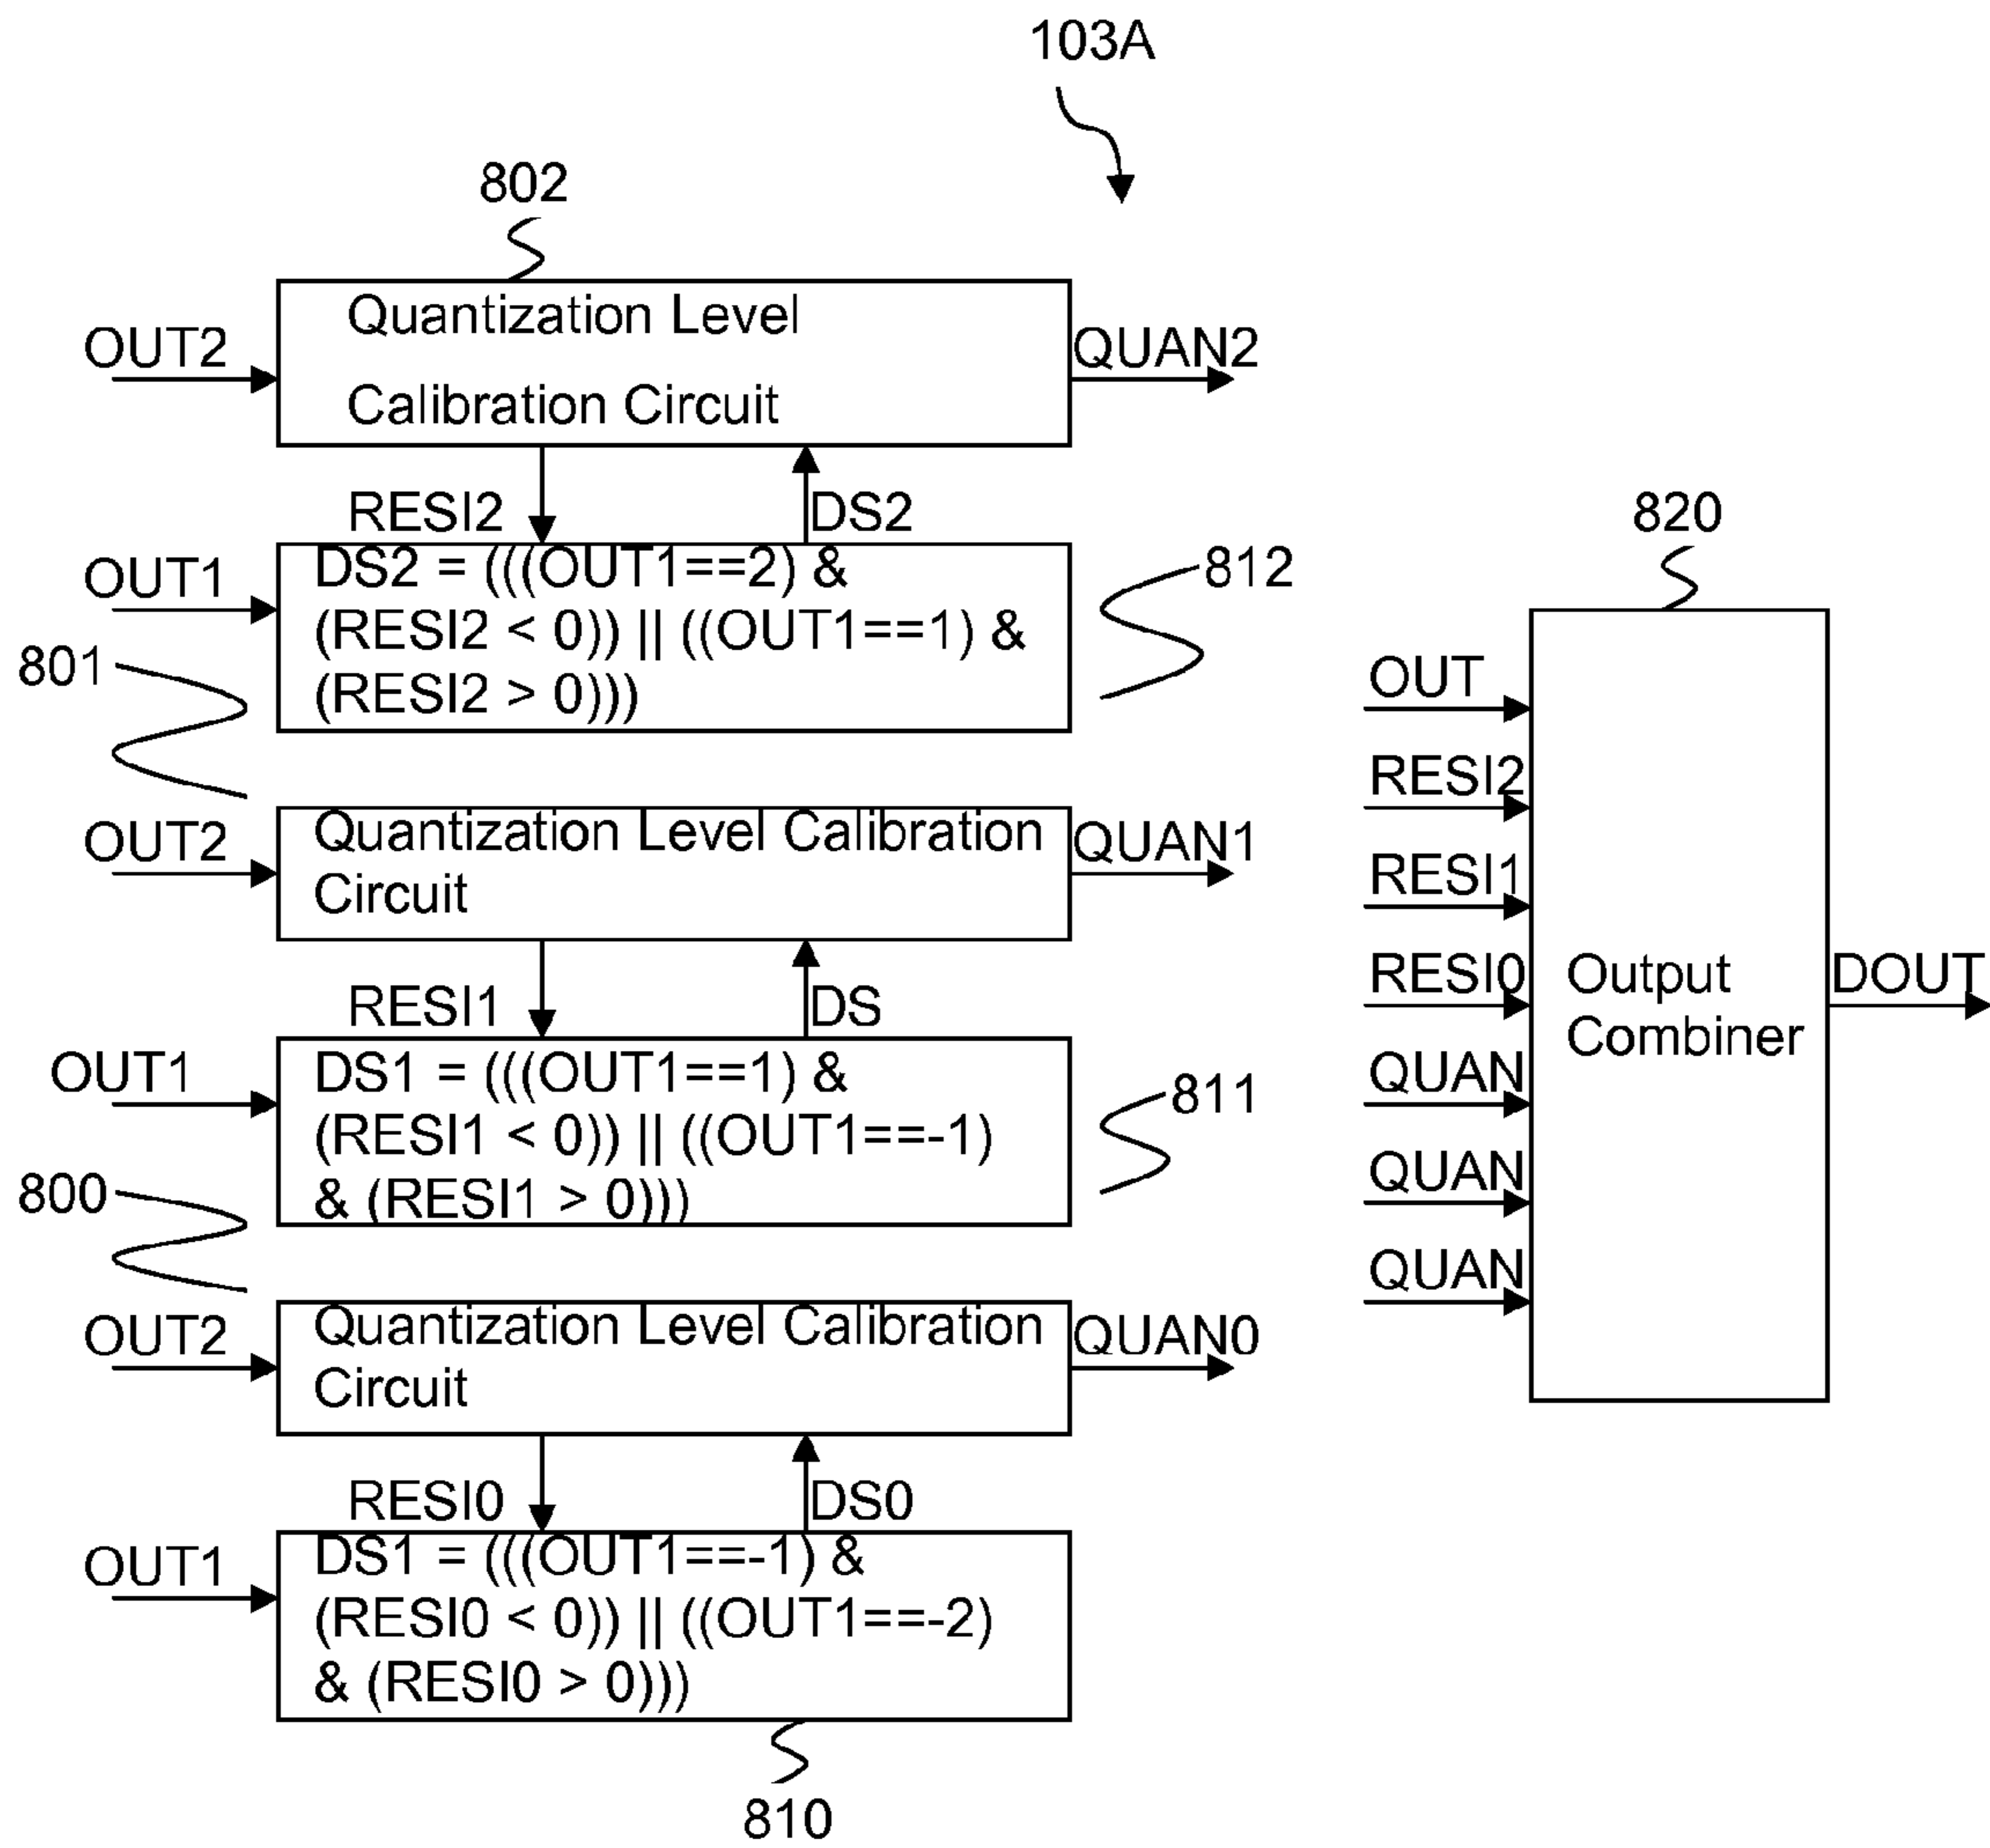 103A
802
Quantization Level
Calibration Circuit
OUT2
QUAN2
RESI2
DS2
OUT1
DS2 = (((OUT1==2) &
(RESI2 < 0)) || ((OUT1==1) &
(RESI2 > 0)))
812
801
OUT2
Quantization Level Calibration
Circuit
QUAN1
RESI1
DS
OUT1
DS1 = (((OUT1==1) &
(RESI1 < 0)) || ((OUT1==-1)
& (RESI1 > 0)))
811
800
OUT2
Quantization Level Calibration
Circuit
QUAN0
RESI0
DS0
OUT1
DS1 = (((OUT1==-1) &
(RESI0 < 0)) || ((OUT1==-2)
& (RESI0 > 0)))
810
820
OUT
RESI2
RESI1
RESI0
QUAN
QUAN
QUAN
Output
Combiner
DOUT